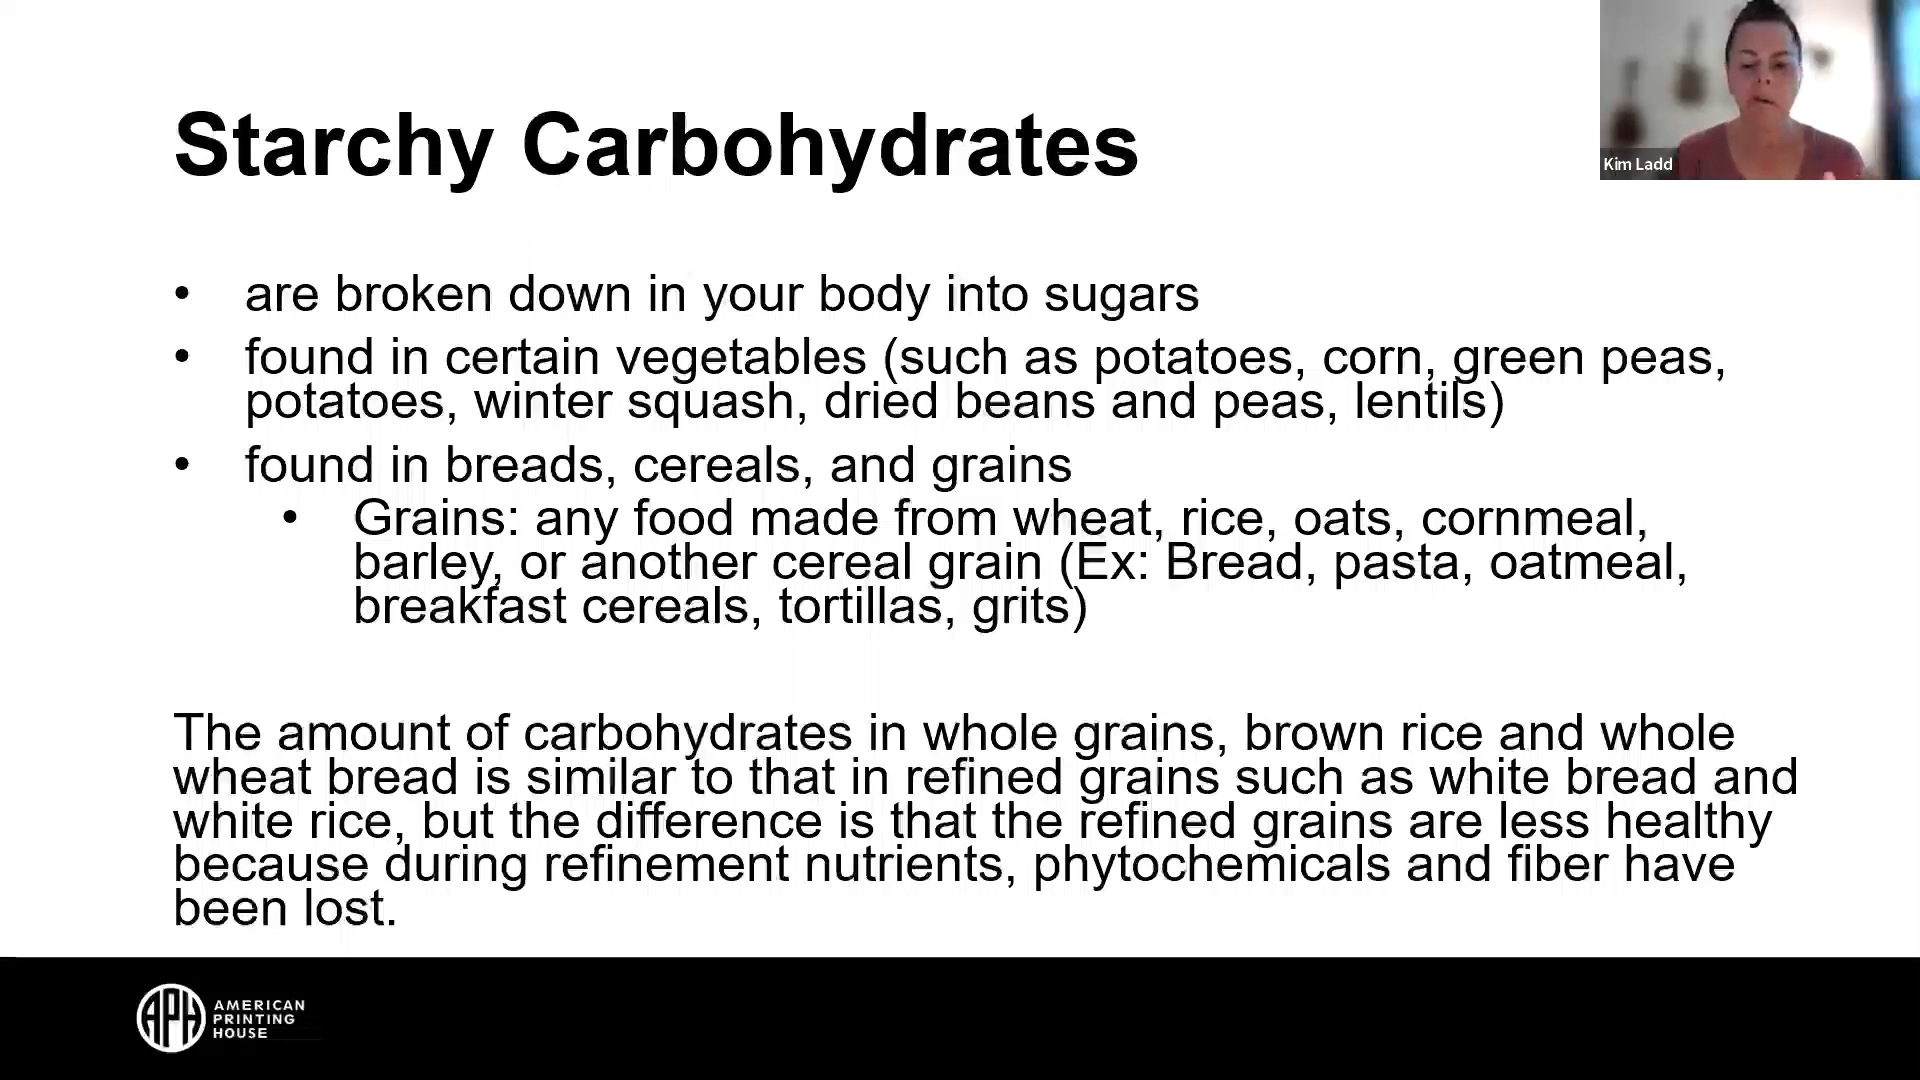 Starchy Carbohydrates
Kim Ladd
• are broken down in your body into sugars
• found in certain vegetables (such as potatoes, corn, green peas,
potatoes, winter squash, dried beans and peas, lentils)
• found in breads, cereals, and grains
• Grains: any food made from wheat, rice, oats, cornmeal,
barley, or another cereal grain (Ex: Bread, pasta, oatmeal,
breakfast cereals, tortillas, grits)
The amount of carbohydrates in whole grains, brown rice and whole
wheat bread is similar to that in refined grains such as white bread and
white rice, but the difference is that the refined grains are less healthy
because during refinement nutrients, phytochemicals and fiber have
been lost.
APH
AMERICAN
PRINTING
HOUSE